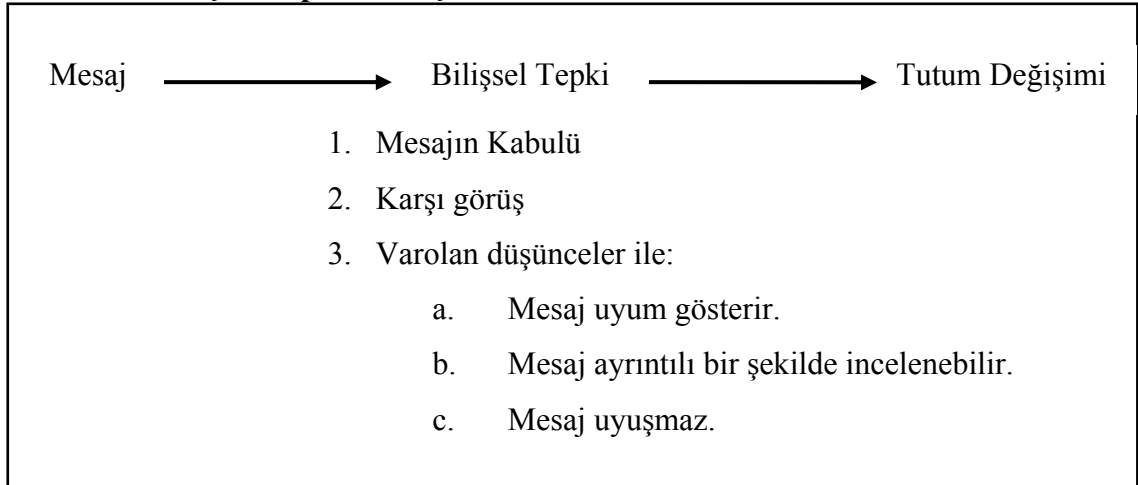 Mesaj Bilişsel Tepki Tutum Değişimi
1. Mesajın Kabulü
2. Karşı görüş
3. Varolan düşünceler ile:
a. Mesaj uyum gösterir.
b. Mesaj ayrıntılı bir şekilde incelenebilir.
c. Mesaj uyuşmaz.